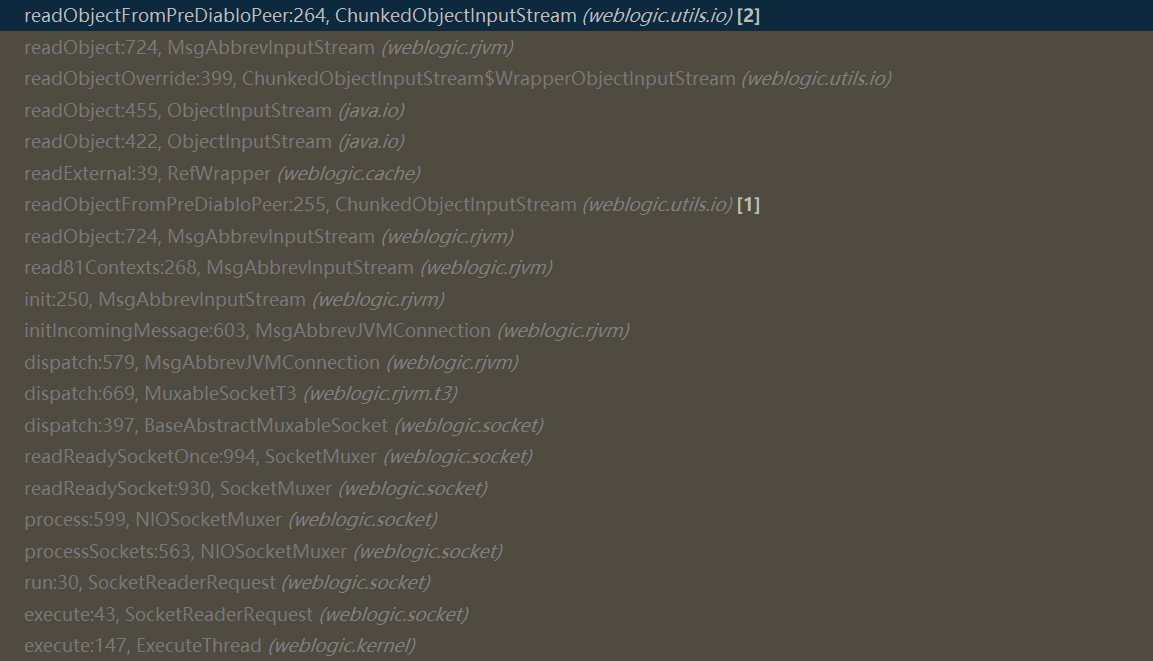 readObjectFromPreDiabloPeer:264, ChunkedObjectInputStream (weblogic.utils.io) [2]
readObject:724, MsgAbbrevInputStream (weblogic.rjvm)
readObjectOverride:399, ChunkedObjectInputStream$WrapperObjectInputStream (weblogic.utils.io)
readObject:455, ObjectInputStream (java.io)
readObject:422, ObjectInputStream (java.io)
readExternal:39, RefWrapper (weblogic.cache)
readObjectFromPreDiabloPeer:255, ChunkedObjectInputStream (weblogic.utils.io) [1]
readObject:724, MsgAbbrevInputStream (weblogic.rjvm)
read81Contexts:268, MsgAbbrevInputStream (weblogic.rjvm)
init:250, MsgAbbrevInputStream (weblogic.rjvm)
initIncomingMessage:603, MsgAbbrevJVMConnection (weblogic.rjvm)
dispatch:579, MsgAbbrevJVMConnection (weblogic.rjvm)
dispatch:669, MuxableSocketT3 (weblogic.rjvm.t3)
dispatch:397, BaseAbstractMuxableSocket (weblogic.socket)
readReadySocketOnce:994, SocketMuxer (weblogic.socket)
readReadySocket:930, SocketMuxer (weblogic.socket)
process:599, NIOSocketMuxer (weblogic.socket)
processSockets:563, NIOSocketMuxer (weblogic.socket)
run:30, SocketReaderRequest (weblogic.socket)
execute:43, SocketReaderRequest (weblogic.socket)
execute:147, ExecuteThread (weblogic.kernel)